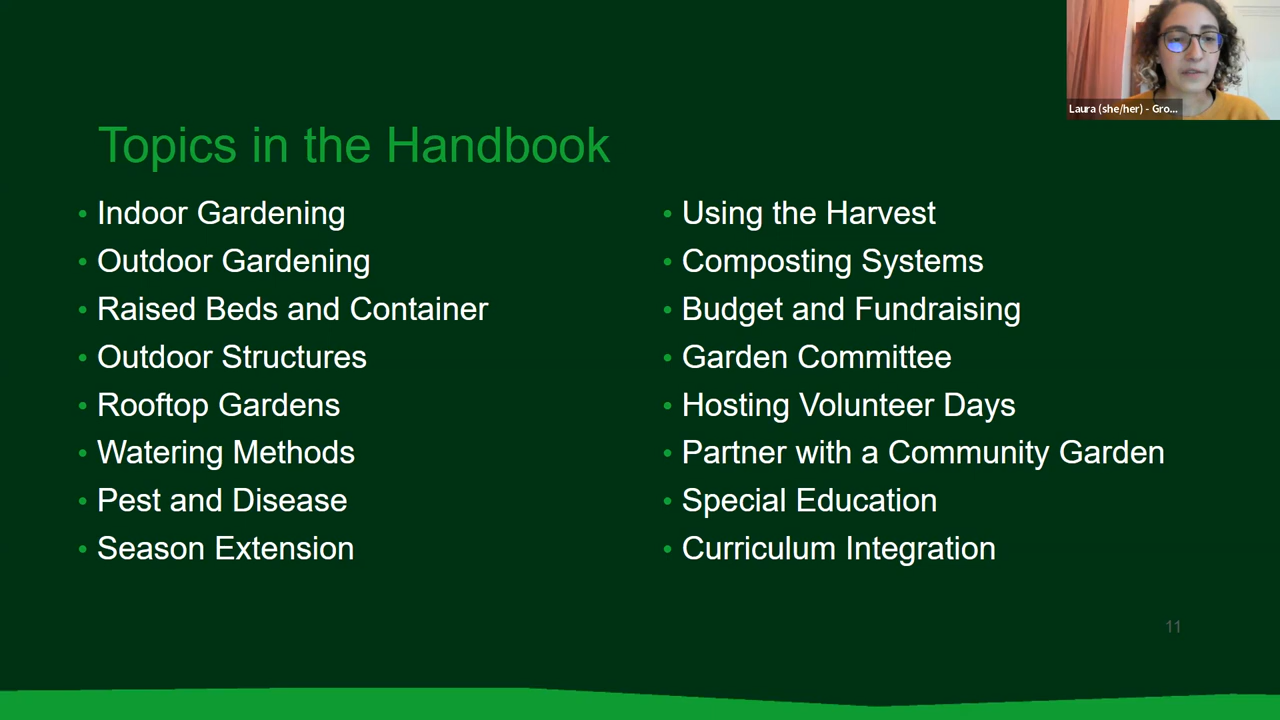 Laura (she/her) - Gro...
Topics in the Handbook
• Indoor Gardening
• Outdoor Gardening
• Raised Beds and Container
• Outdoor Structures
• Rooftop Gardens
• Watering Methods
• Pest and Disease
• Season Extension
• Using the Harvest
• Composting Systems
• Budget and Fundraising
• Garden Committee
• Hosting Volunteer Days
• Partner with a Community Garden
• Special Education
• Curriculum Integration
11